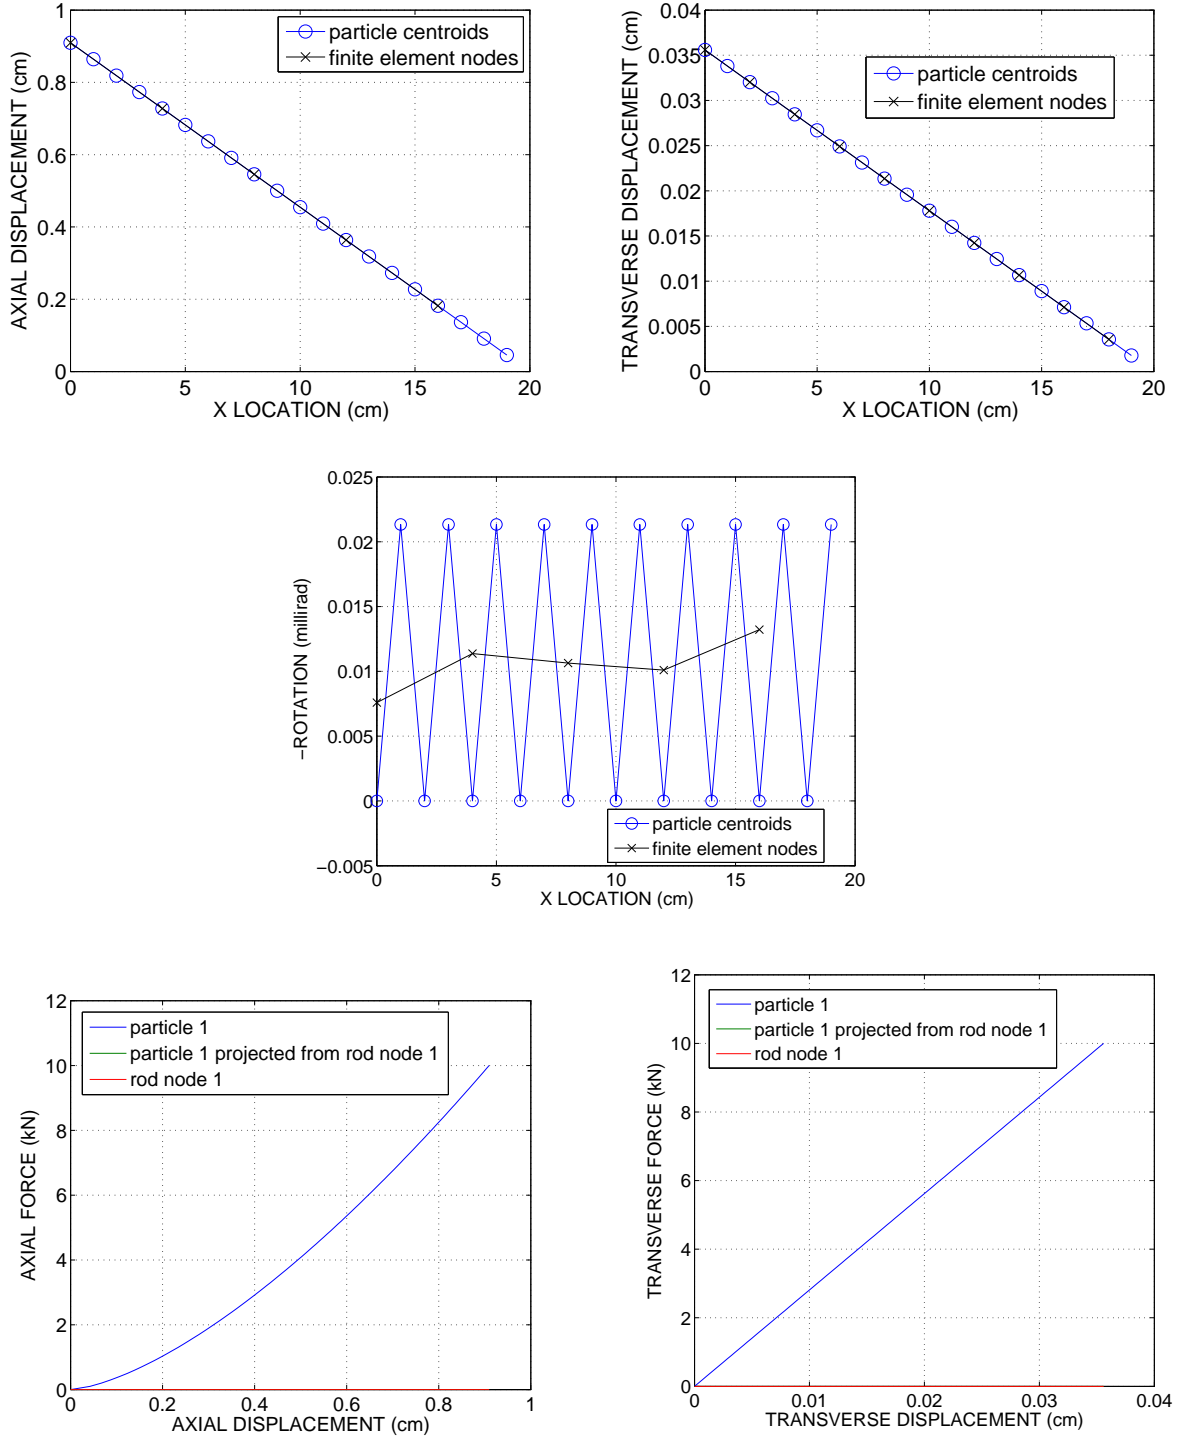 1
0.8
0.6
0.4
0.2
0
0 5 10 15 20
AXIAL DISPLACEMENT (cm)
X LOCATION (cm)
particle centroids
finite element nodes
0.04
0.035
0.03
0.025
0.02
0.015
0.01
0.005
0
0 5 10 15 20
TRANSVERSE DISPLACEMENT (cm)
X LOCATION (cm)
particle centroids
finite element nodes
0.025
0.02
0.015
0.01
0.005
0
−0.005
0 5 10 15 20
−ROTATION (millirad)
X LOCATION (cm)
particle centroids
finite element nodes
12
10
8
6
4
2
0
0 0.2 0.4 0.6 0.8 1
AXIAL FORCE (kN)
AXIAL DISPLACEMENT (cm)
particle 1
particle 1 projected from rod node 1
rod node 1
12
10
8
6
4
2
0
0 0.01 0.02 0.03 0.04
TRANSVERSE FORCE (kN)
TRANSVERSE DISPLACEMENT (cm)
particle 1
particle 1 projected from rod node 1
rod node 1